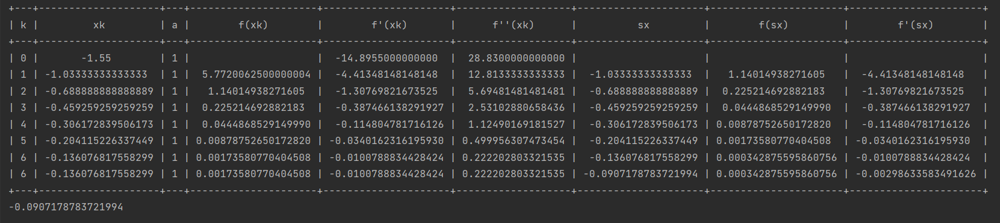 +---+--------------------+---+---------------------+---------------------+--------------------+---------------------+----------------------+----------------------+
| k | xk | a | f(xk) | f'(xk) | f''(xk) | sx | f(sx) | f'(sx) |
+---+--------------------+---+---------------------+---------------------+--------------------+---------------------+----------------------+----------------------+
| 0 | -1.55 | 1 | | -14.8955000000000 | 28.8300000000000 | | | |
| 1 | -1.03333333333333 | 1 | 5.7720062500000004 | -4.41348148148148 | 12.8133333333333 | -1.03333333333333 | 1.14014938271605 | -4.41348148148148 |
| 2 | -0.688888888888889 | 1 | 1.14014938271605 | -1.30769821673525 | 5.69481481481481 | -0.688888888888889 | 0.225214692882183 | -1.30769821673525 |
| 3 | -0.459259259259259 | 1 | 0.225214692882183 | -0.387466138291927 | 2.53102880658436 | -0.459259259259259 | 0.0444868529149990 | -0.387466138291927 |
| 4 | -0.306172839506173 | 1 | 0.0444868529149990 | -0.114804781716126 | 1.12490169181527 | -0.306172839506173 | 0.00878752650172820 | -0.114804781716126 |
| 5 | -0.204115226337449 | 1 | 0.00878752650172820 | -0.0340162316195930 | 0.499956307473454 | -0.204115226337449 | 0.00173580770404508 | -0.0340162316195930 |
| 6 | -0.136076817558299 | 1 | 0.00173580770404508 | -0.0100788834428424 | 0.222202803321535 | -0.136076817558299 | 0.000342875595860756 | -0.0100788834428424 |
| 6 | -0.136076817558299 | 1 | 0.00173580770404508 | -0.0100788834428424 | 0.222202803321535 | -0.0907178783721994 | 0.000342875595860756 | -0.00298633583491626 |
+---+--------------------+---+---------------------+---------------------+--------------------+---------------------+----------------------+----------------------+
-0.0907178783721994